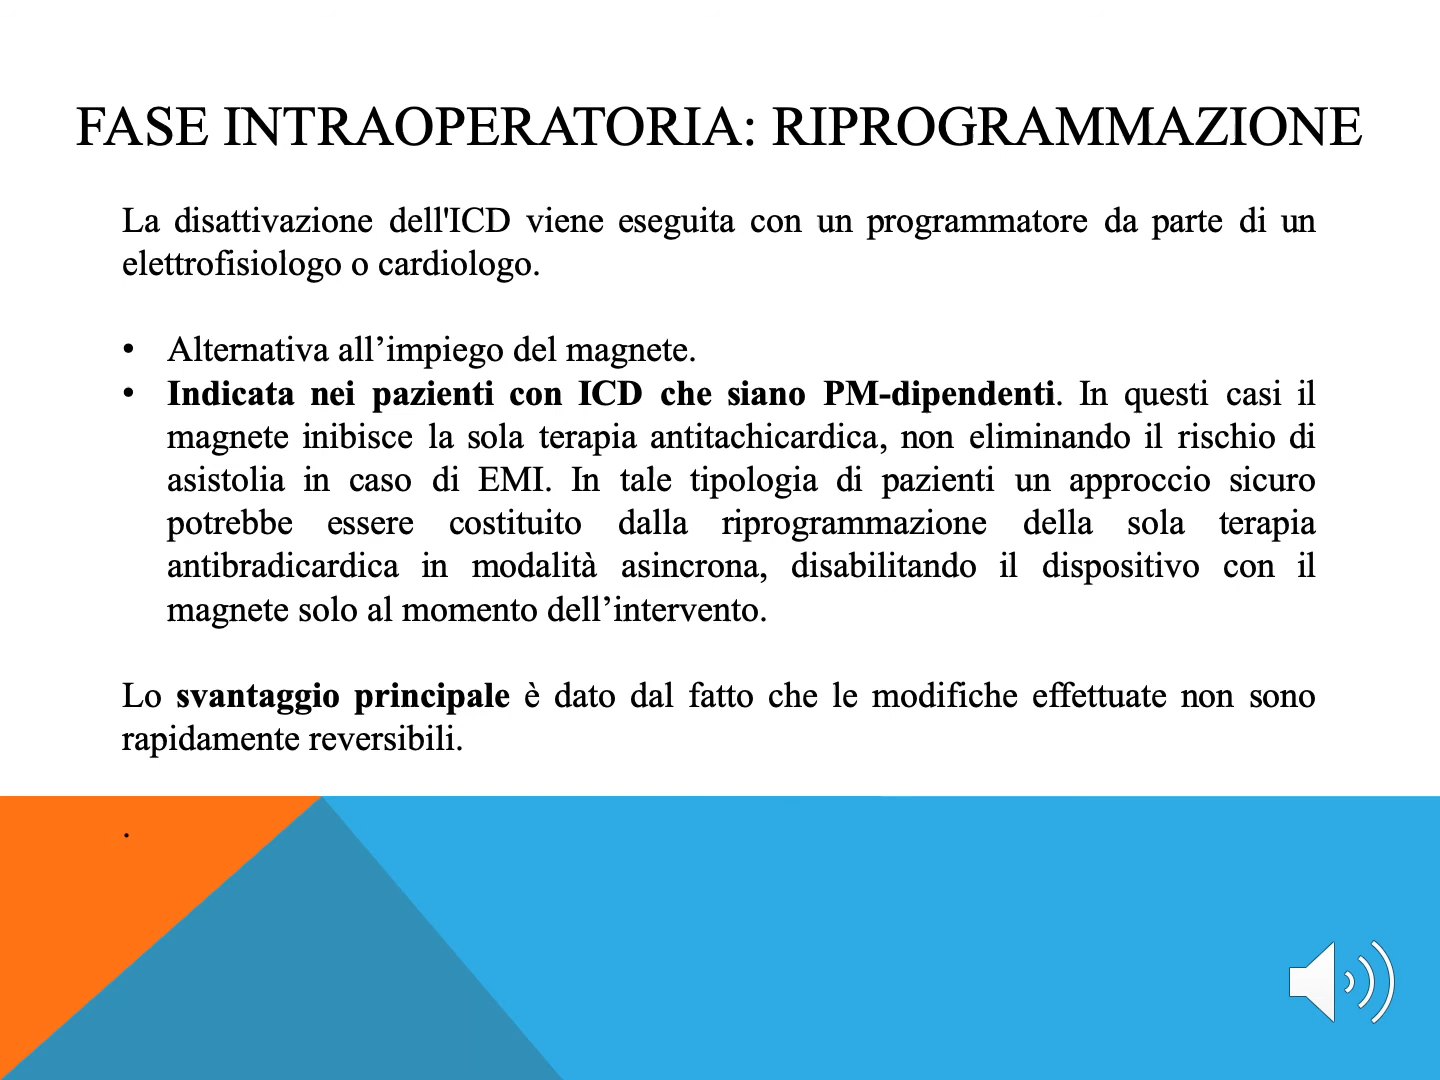 FASE INTRAOPERATORIA: RIPROGRAMMAZIONE
La disattivazione dell'ICD viene eseguita con un programmatore da parte di un
elettrofisiologo o cardiologo.
• Alternativa all’impiego del magnete.
• Indicata nei pazienti con ICD che siano PM-dipendenti. In questi casi il
magnete inibisce la sola terapia antitachicardica, non eliminando il rischio di
asistolia in caso di EMI. In tale tipologia di pazienti un approccio sicuro
potrebbe essere costituito dalla riprogrammazione della sola terapia
antibradicardica in modalità asincrona, disabilitando il dispositivo con il
magnete solo al momento dell’intervento.
Lo svantaggio principale è dato dal fatto che le modifiche effettuate non sono
rapidamente reversibili.
.